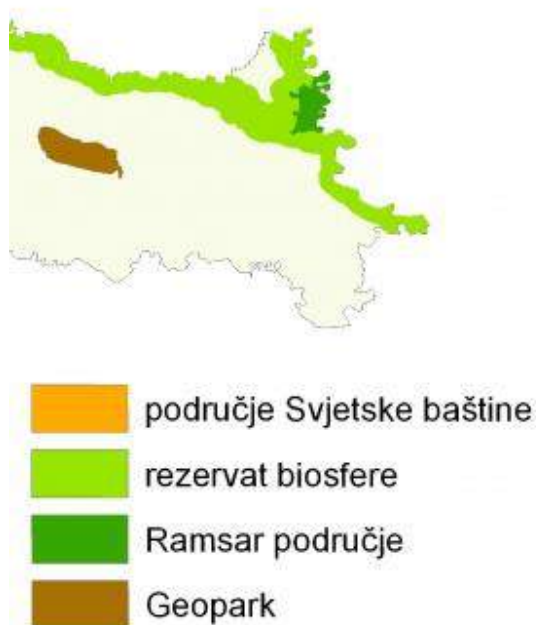 područje Svjetske baštine
rezervat biosfere
Ramsar područje
Geopark